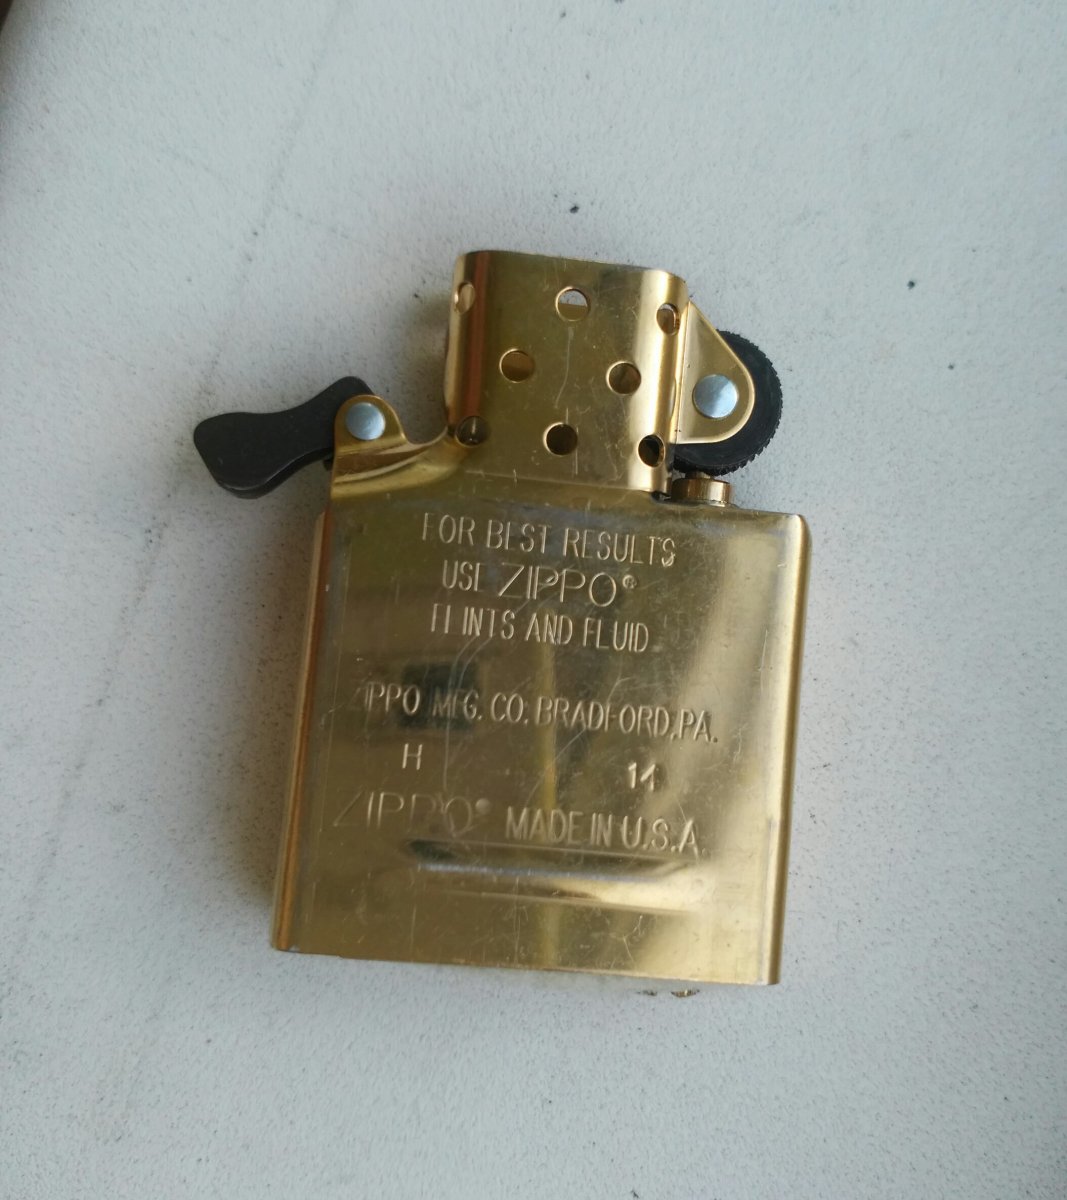 FOR BEST RESULTS
USE ZIPPO®
FLINTS AND FLUID
ZIPPO MFG. CO. BRADFORD, PA.
H 14
ZIPPO® MADE IN U.S.A.